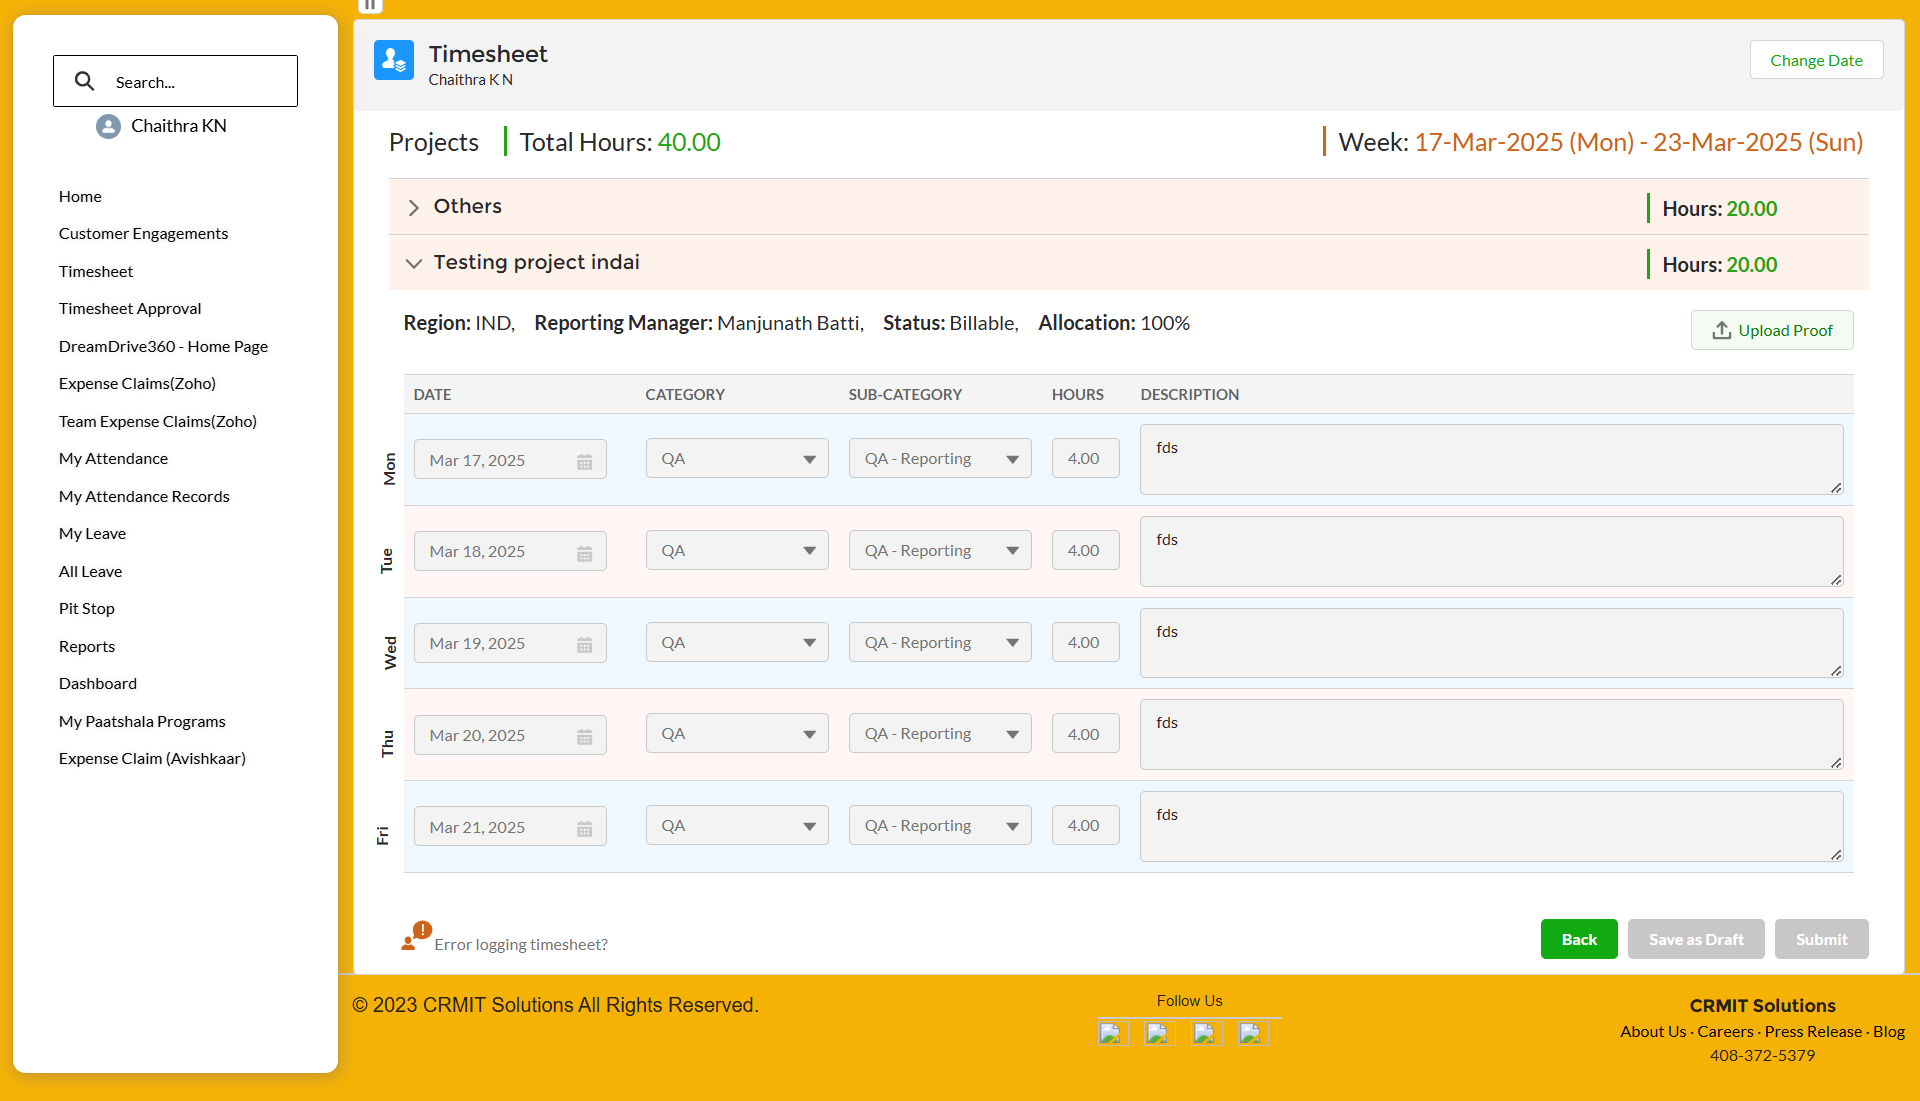 Search...
Chaithra KN
Home
Customer Engagements
Timesheet
Timesheet Approval
DreamDrive360 - Home Page
Expense Claims(Zoho)
Team Expense Claims(Zoho)
My Attendance
My Attendance Records
My Leave
All Leave
Pit Stop
Reports
Dashboard
My Paatshala Programs
Expense Claim (Avishkaar)
Timesheet
Chaithra K N
Change Date
Projects Total Hours: 40.00 Week: 17-Mar-2025 (Mon) - 23-Mar-2025 (Sun)
Others Hours: 20.00
Testing project indai Hours: 20.00
Region: IND, Reporting Manager: Manjunath Batti, Status: Billable, Allocation: 100%
Upload Proof
DATE CATEGORY SUB-CATEGORY HOURS DESCRIPTION
Mon Mar 17, 2025 QA QA - Reporting 4.00 fds
Tue Mar 18, 2025 QA QA - Reporting 4.00 fds
Wed Mar 19, 2025 QA QA - Reporting 4.00 fds
Thu Mar 20, 2025 QA QA - Reporting 4.00 fds
Fri Mar 21, 2025 QA QA - Reporting 4.00 fds
Error logging timesheet?
Back Save as Draft Submit
© 2023 CRMIT Solutions All Rights Reserved.
Follow Us
CRMIT Solutions
About Us · Careers · Press Release · Blog
408-372-5379